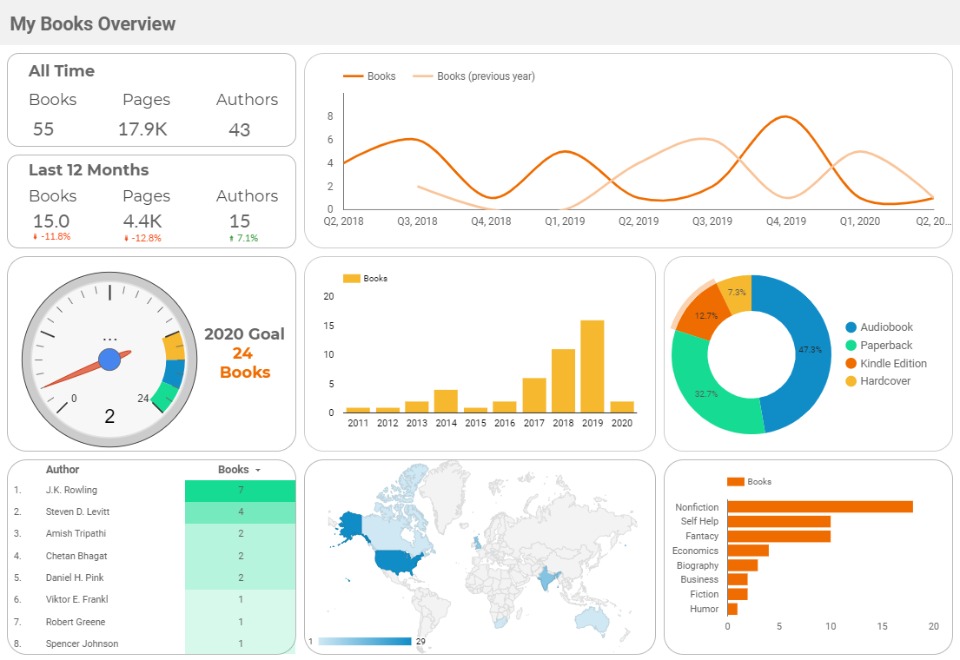 My Books Overview
All Time
Books Pages Authors
55 17.9K 43
Last 12 Months
Books Pages Authors
15.0 4.4K 15
-11.8% -12.8% 7.1%
Books Books (previous year)
8
6
4
2
0
Q2, 2018 Q3, 2018 Q4, 2018 Q1, 2019 Q2, 2019 Q3, 2019 Q4, 2019 Q1, 2020 Q2, 20...
...
0 24
2
2020 Goal
24
Books
Books
20
15
10
5
0
2011 2012 2013 2014 2015 2016 2017 2018 2019 2020
7.3%
12.7%
47.3%
32.7%
Audiobook
Paperback
Kindle Edition
Hardcover
Author Books
1. J.K. Rowling 7
2. Steven D. Levitt 4
3. Amish Tripathi 2
4. Chetan Bhagat 2
5. Daniel H. Pink 2
6. Viktor E. Frankl 1
7. Robert Greene 1
8. Spencer Johnson 1
1 29
Books
Nonfiction
Self Help
Fantacy
Economics
Biography
Business
Fiction
Humor
0 5 10 15 20